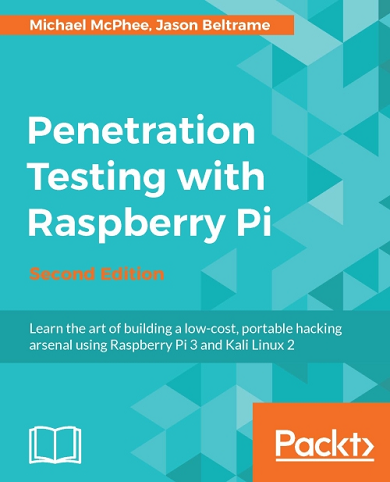 Michael McPhee, Jason Beltrame
Penetration
Testing with
Raspberry Pi
Second Edition
Learn the art of building a low-cost, portable hacking
arsenal using Raspberry Pi 3 and Kali Linux 2
Packt>